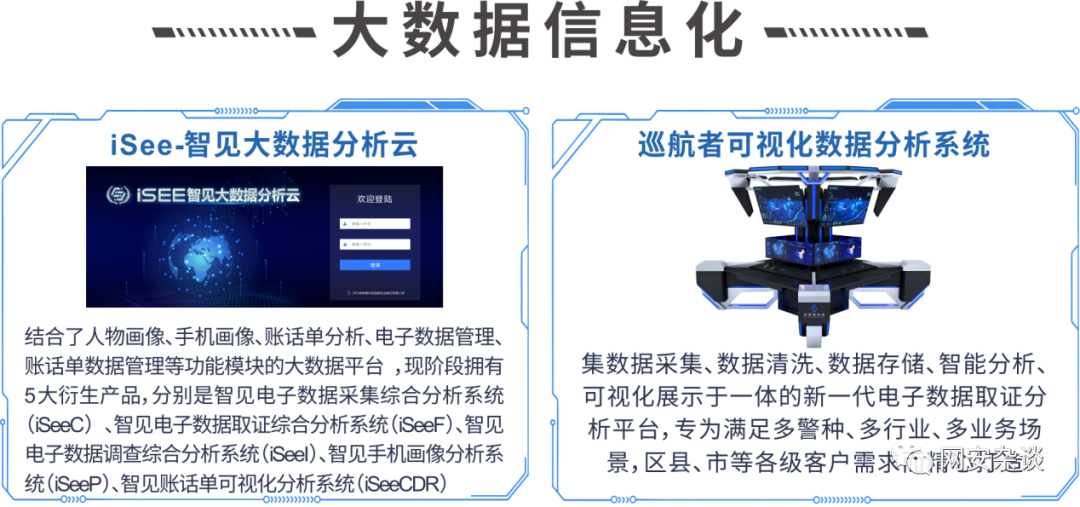 大数据信息化
iSee-智见大数据分析云
iSEE智见大数据分析云
欢迎登陆
登录
结合了人物画像、手机画像、账话单分析、电子数据管理、
账话单数据管理等功能模块的大数据平台 ,现阶段拥有
5大衍生产品,分别是智见电子数据采集综合分析系统
(iSeeC) 、智见电子数据取证综合分析系统(iSeeF)、智见
电子数据调查综合分析系统(iSeeI)、智见手机画像分析系
统(iSeeP)、智见账话单可视化分析系统(iSeeCDR)
巡航者可视化数据分析系统
集数据采集、数据清洗、数据存储、智能分析、
可视化展示于一体的新一代电子数据取证分
析平台,专为满足多警种、多行业、多业务场
景,区县、市等各级客户需求
网安杂谈